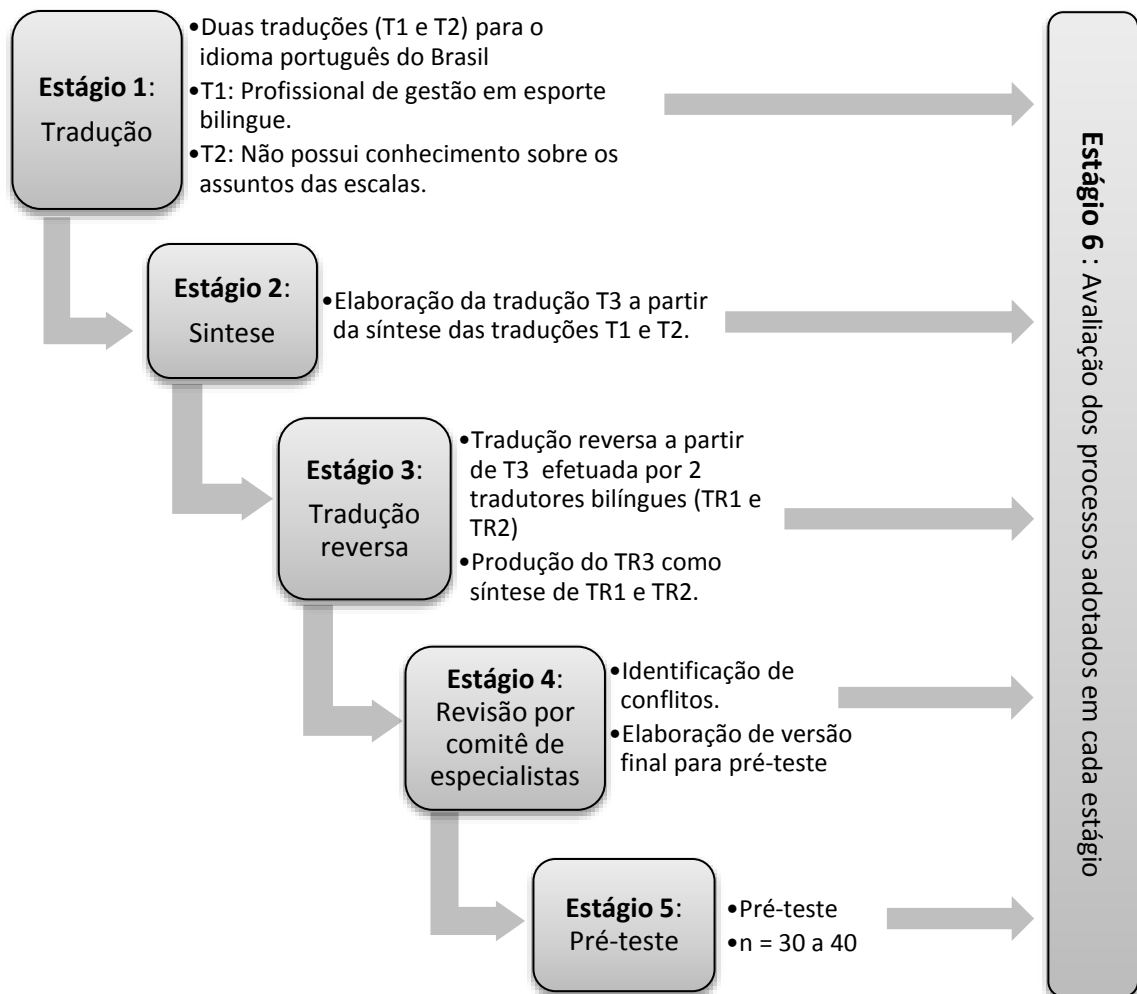 Estágio 1:
Tradução
•Duas traduções (T1 e T2) para o
idioma português do Brasil
•T1: Profissional de gestão em esporte
bilingue.
•T2: Não possui conhecimento sobre os
assuntos das escalas.
Estágio 2:
Sintese
•Elaboração da tradução T3 a partir
da síntese das traduções T1 e T2.
Estágio 3:
Tradução
reversa
•Tradução reversa a partir
de T3 efetuada por 2
tradutores bilíngues (TR1 e
TR2)
•Produção do TR3 como
síntese de TR1 e TR2.
Estágio 4:
Revisão por
comitê de
especialistas
•Identificação de
conflitos.
•Elaboração de versão
final para pré-teste
Estágio 5:
Pré-teste
•Pré-teste
•n = 30 a 40
Estágio 6 : Avaliação dos processos adotados em cada estágio